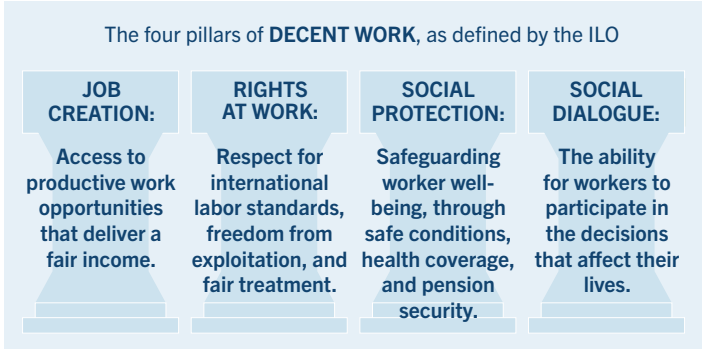 The four pillars of DECENT WORK, as defined by the ILO
JOB
CREATION:
Access to
productive work
opportunities
that deliver a
fair income.
RIGHTS
AT WORK:
Respect for
international
labor standards,
freedom from
exploitation, and
fair treatment.
SOCIAL
PROTECTION:
Safeguarding
worker well-
being, through
safe conditions,
health coverage,
and pension
security.
SOCIAL
DIALOGUE:
The ability
for workers to
participate in
the decisions
that affect their
lives.